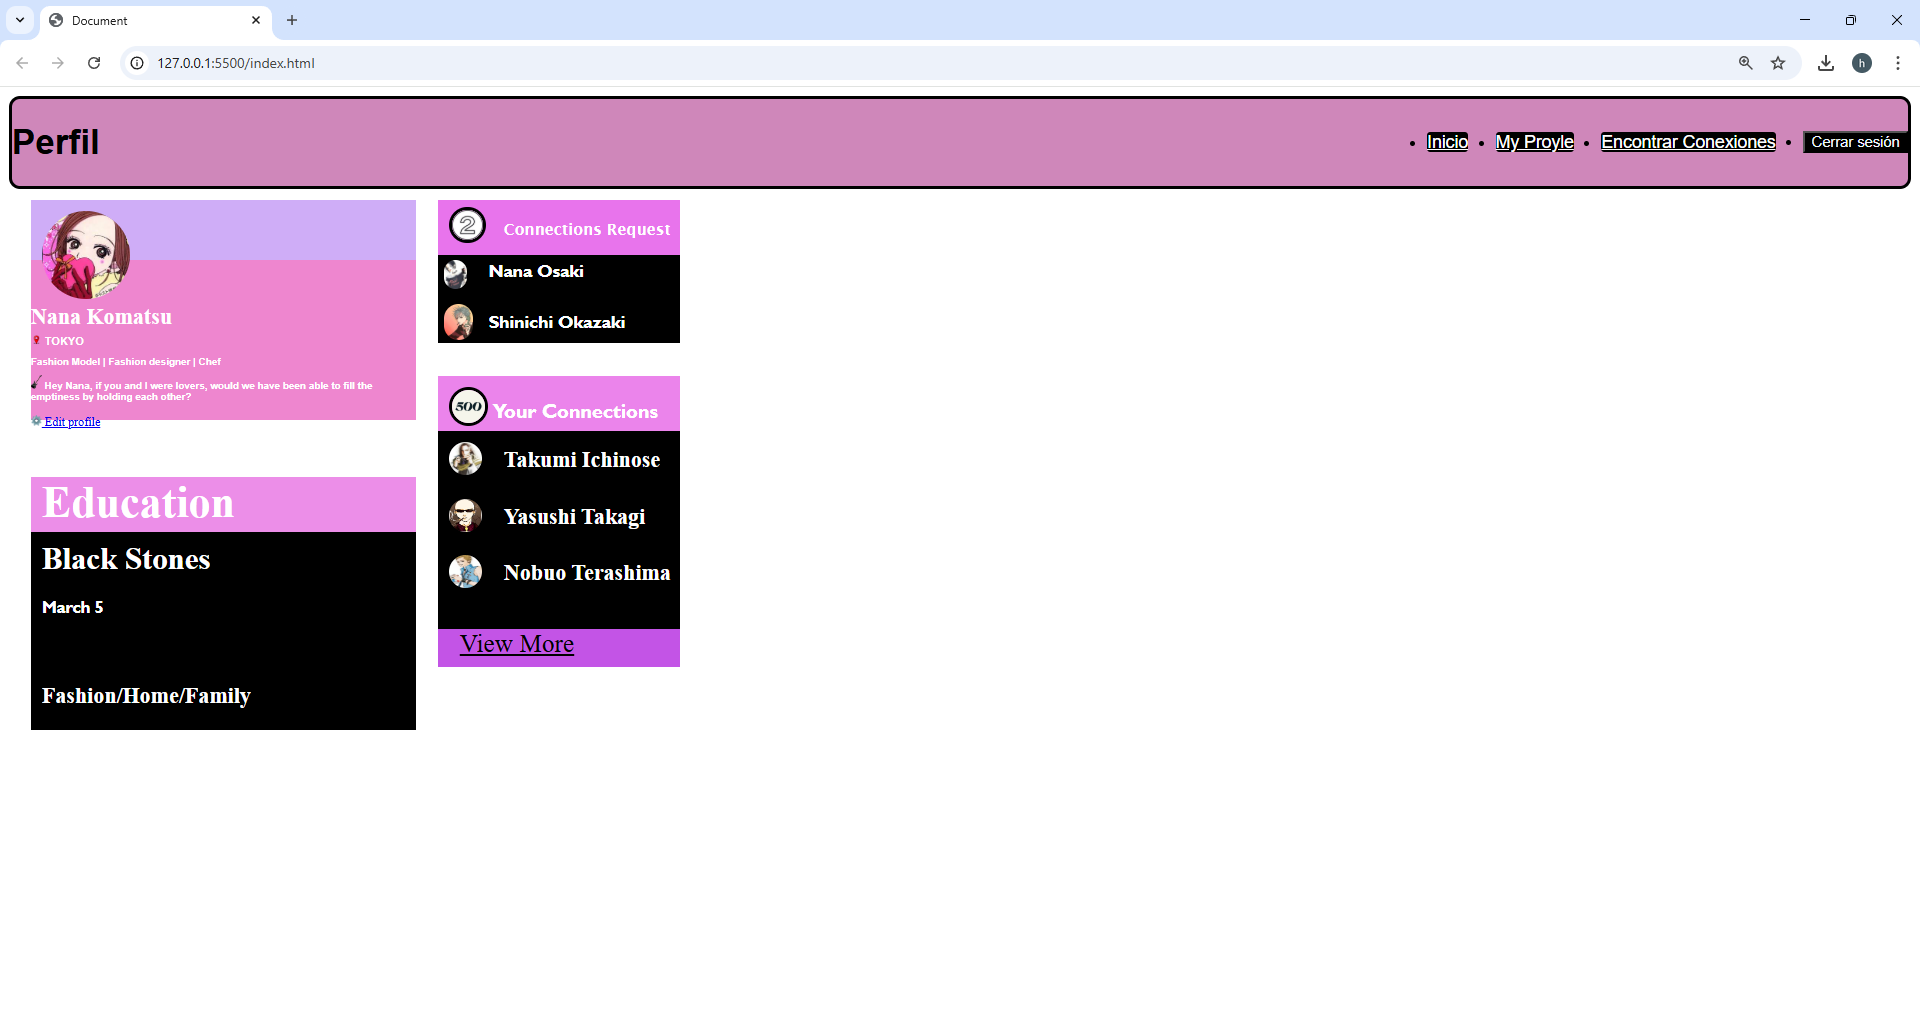 Document
127.0.0.1:5500/index.html
h
Perfil
Inicio
My Proyle
Encontrar Conexiones
Cerrar sesión
Nana Komatsu
TOKYO
Fashion Model | Fashion designer | Chef
Hey Nana, if you and I were lovers, would we have been able to fill the
emptiness by holding each other?
Edit profile
Education
Black Stones
March 5
Fashion/Home/Family
2
Connections Request
Nana Osaki
Shinichi Okazaki
500
Your Connections
Takumi Ichinose
Yasushi Takagi
Nobuo Terashima
View More